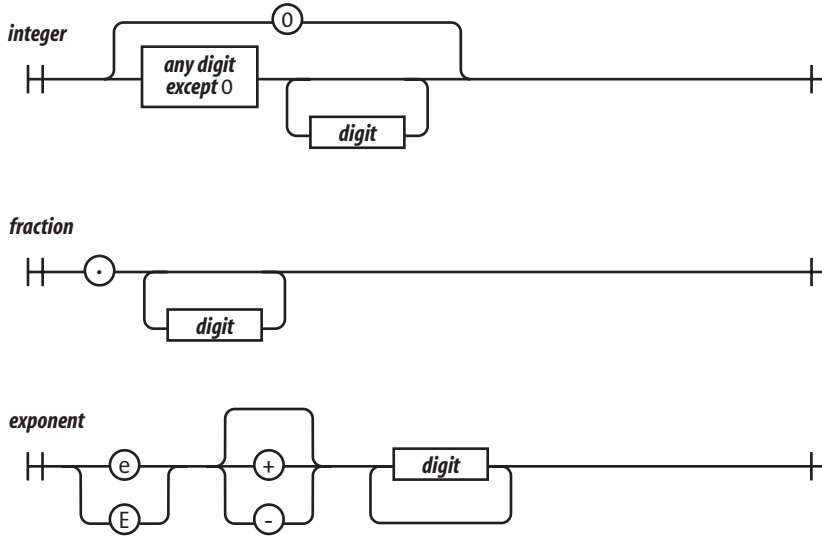 0
integer
any digit
except 0
digit
fraction
.
digit
exponent
e + digit
E -